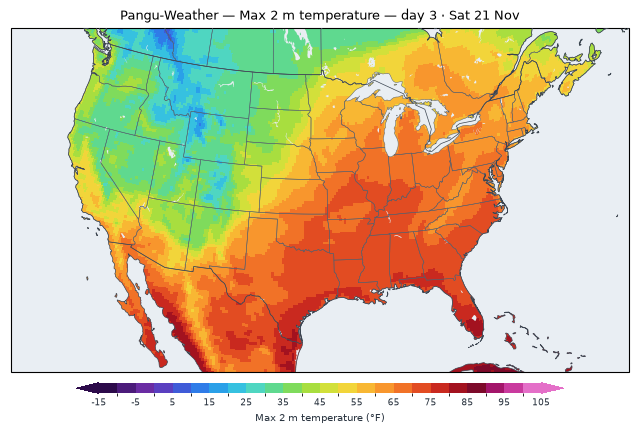 Pangu-Weather — Max 2 m temperature — day 3 · Sat 21 Nov
-15 -5 5 15 25 35 45 55 65 75 85 95 105
Max 2 m temperature (°F)